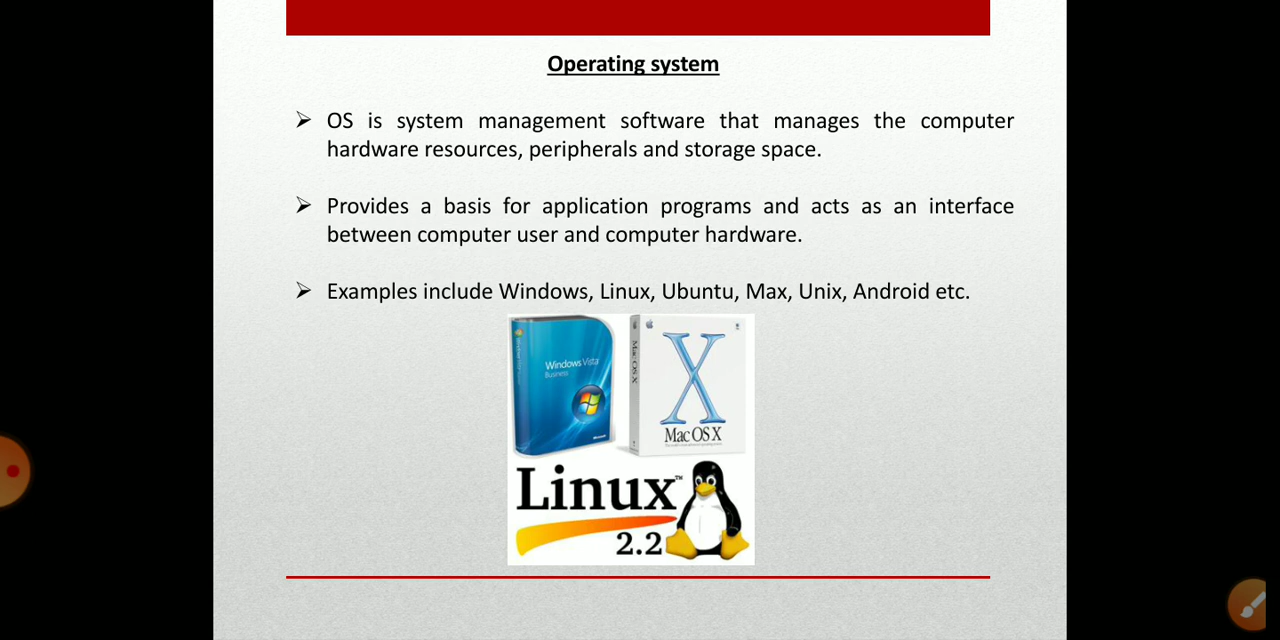 Operating system
➢ OS is system management software that manages the computer
hardware resources, peripherals and storage space.
➢ Provides a basis for application programs and acts as an interface
between computer user and computer hardware.
➢ Examples include Windows, Linux, Ubuntu, Max, Unix, Android etc.
Windows Vista
Business
Mac OS X
X
Mac OS X
Linux™
2.2